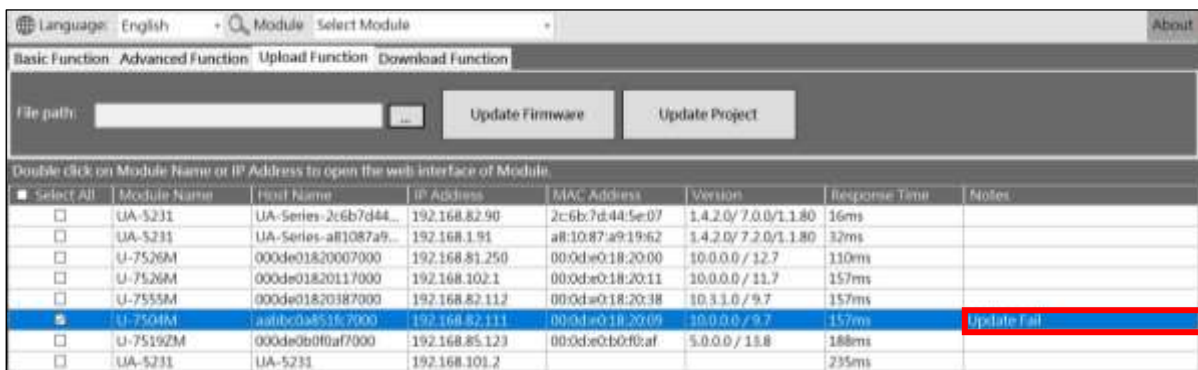 Language: English Module Select Module About
Basic Function Advanced Function Upload Function Download Function
File path: ... Update Firmware Update Project
Double click on Module Name or IP Address to open the web interface of Module.
Select All Module Name Host Name IP Address MAC Address Version Response Time Notes
UA-5231 UA-Series-2c6b7d44... 192.168.82.90 2c:6b:7d:44:5e:07 1.4.2.0/ 7.0.0/1.1.80 16ms
UA-5231 UA-Series-a81087a9... 192.168.1.91 a8:10:87:a9:19:62 1.4.2.0/ 7.2.0/1.1.80 32ms
U-7526M 000de01820007000 192.168.81.250 00:0d:e0:18:20:00 10.0.0.0 / 12.7 110ms
U-7526M 000de01820117000 192.168.102.1 00:0d:e0:18:20:11 10.0.0.0 / 11.7 157ms
U-7555M 000de01820387000 192.168.82.112 00:0d:e0:18:20:38 10.3.1.0 / 9.7 157ms
U-7504M 192.168.82.111 00:0d:e0:18:20:09 10.0.0.0 / 9.7 157ms Update Fail
U-7519ZM 000de0b0f0af7000 192.168.85.123 00:0d:e0:b0:f0:af 5.0.0.0 / 13.8 188ms
UA-5231 UA-5231 192.168.101.2 235ms